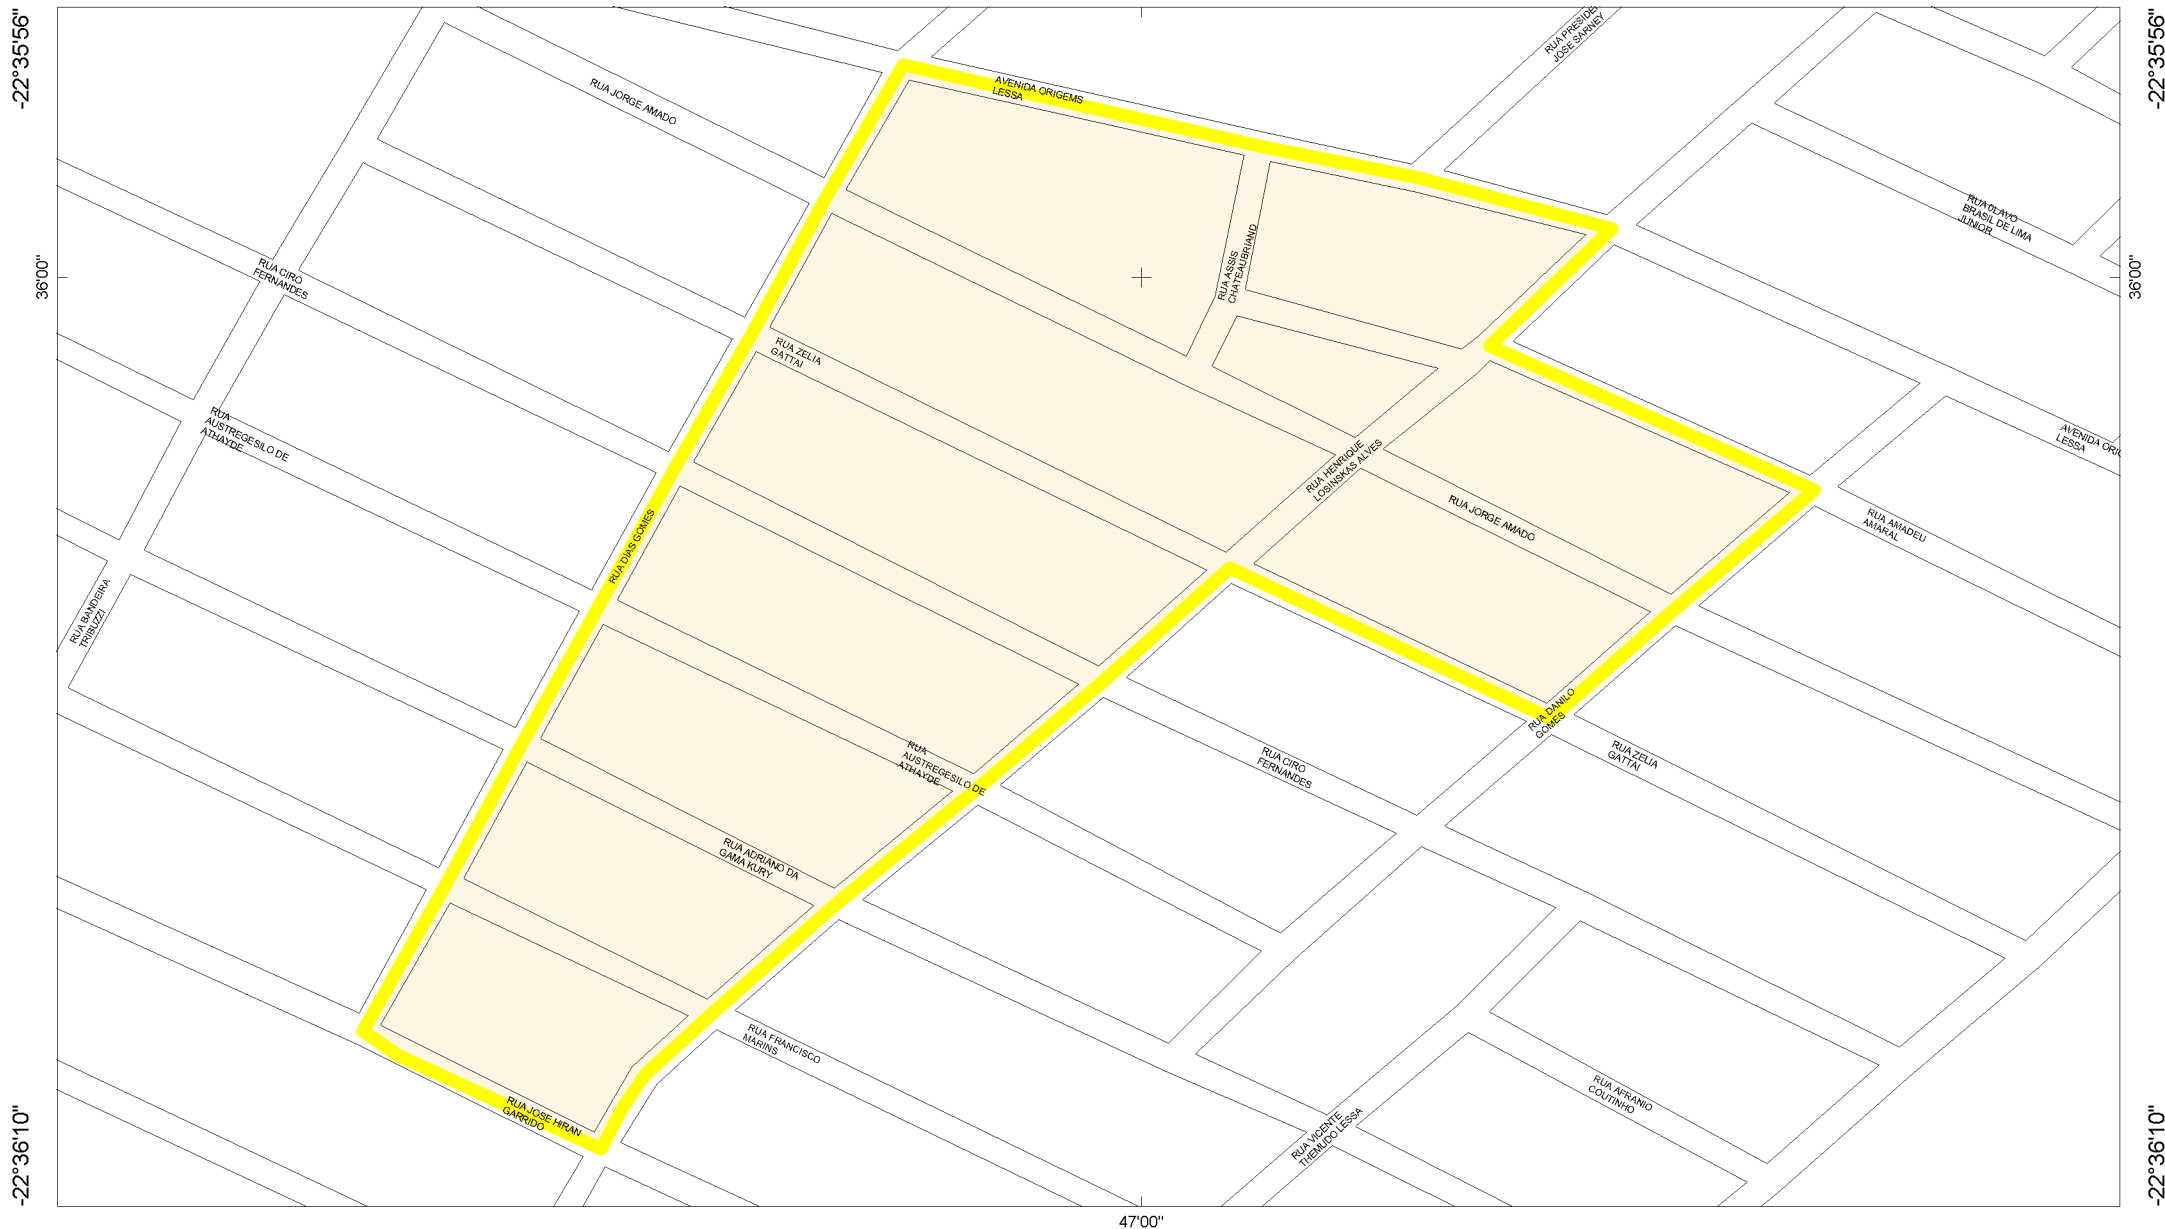 -22°35'56"
-22°35'56"
RUA PRESIDEN
JOSE SARNEY
RUA JORGE AMADO
AVENIDA ORIGEMS
LESSA
RUA OLAVO
BRASIL DE LIMA
JUNIOR
RUA ASSIS
CHATEAUBRIAND
36'00"
36'00"
RUA CIRO
FERNANDES
RUA ZELIA
GATTAI
RUA
AUSTREGESILO DE
ATHAYDE
AVENIDA ORIG
LESSA
RUA HENRIQUE
LOSINSKAS ALVES
RUA JORGE AMADO
RUA AMADEU
AMARAL
RUA DIAS GOMES
RUA BANDEIRA
TRIBUZZI
RUA DANILO
GOMES
RUA ZELIA
GATTAI
RUA CIRO
FERNANDES
RUA
AUSTREGESILO DE
ATHAYDE
RUA ADRIANO DA
GAMA KURY
RUA FRANCISCO
MARINS
RUA AFRANIO
COUTINHO
RUA JOSE HIRAN
GARRIDO
RUA VICENTE
THEMUDO LESSA
-22°36'10"
-22°36'10"
47'00"